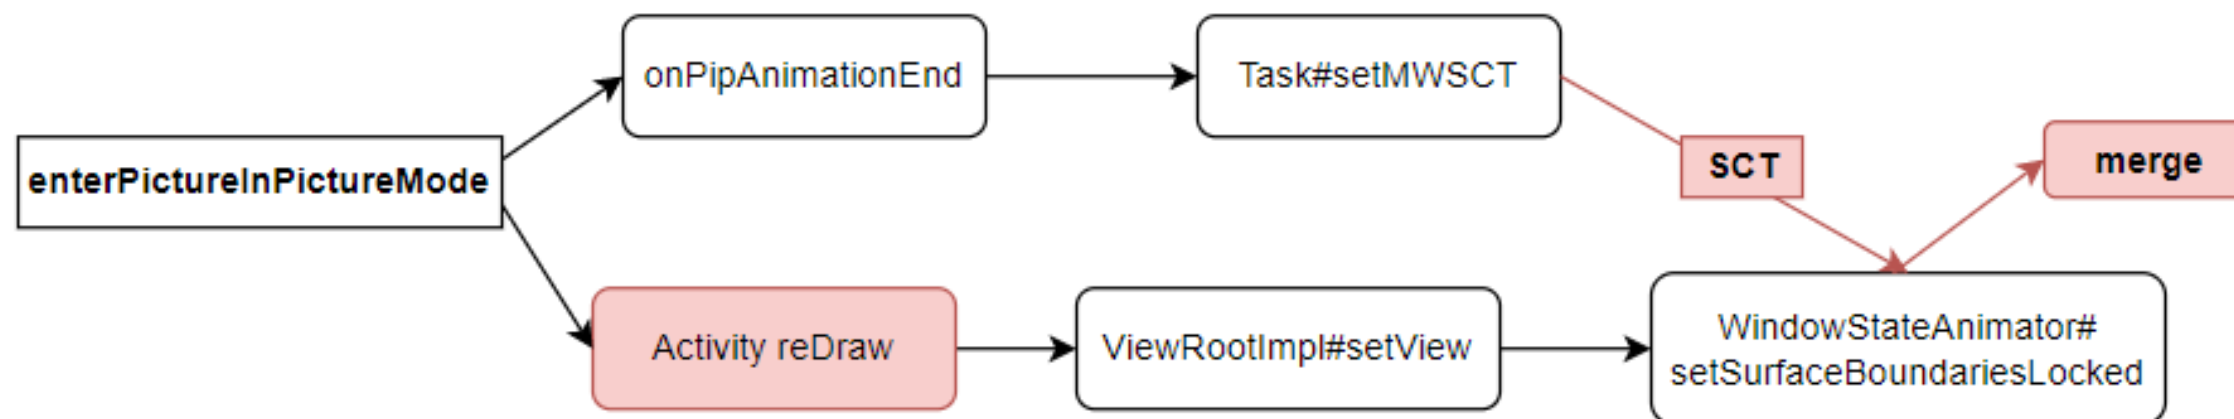 onPipAnimationEnd
Task#setMWSCT
SCT
merge
enterPictureInPictureMode
Activity reDraw
ViewRootImpl#setView
WindowStateAnimator#
setSurfaceBoundariesLocked